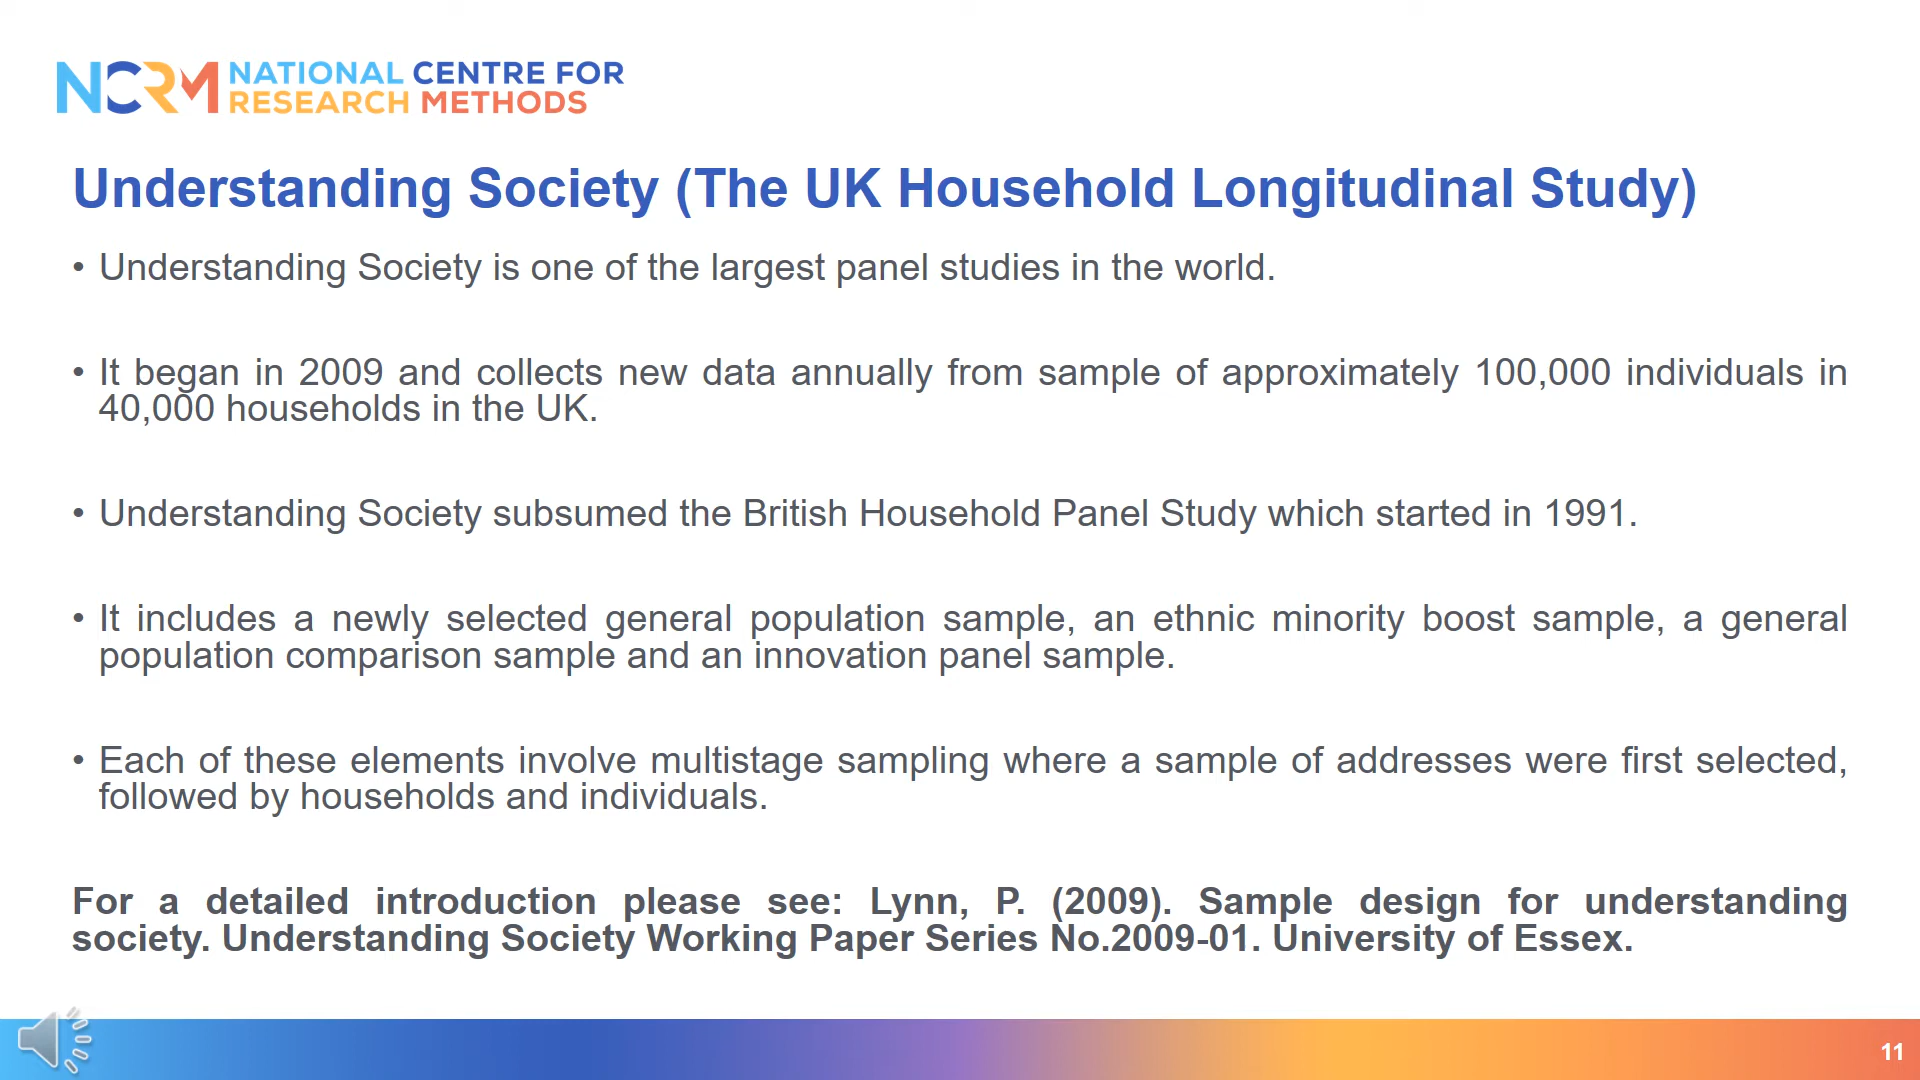 NCRM NATIONAL CENTRE FOR
RESEARCH METHODS
Understanding Society (The UK Household Longitudinal Study)
• Understanding Society is one of the largest panel studies in the world.
• It began in 2009 and collects new data annually from sample of approximately 100,000 individuals in
40,000 households in the UK.
• Understanding Society subsumed the British Household Panel Study which started in 1991.
• It includes a newly selected general population sample, an ethnic minority boost sample, a general
population comparison sample and an innovation panel sample.
• Each of these elements involve multistage sampling where a sample of addresses were first selected,
followed by households and individuals.
For a detailed introduction please see: Lynn, P. (2009). Sample design for understanding
society. Understanding Society Working Paper Series No.2009-01. University of Essex.
11